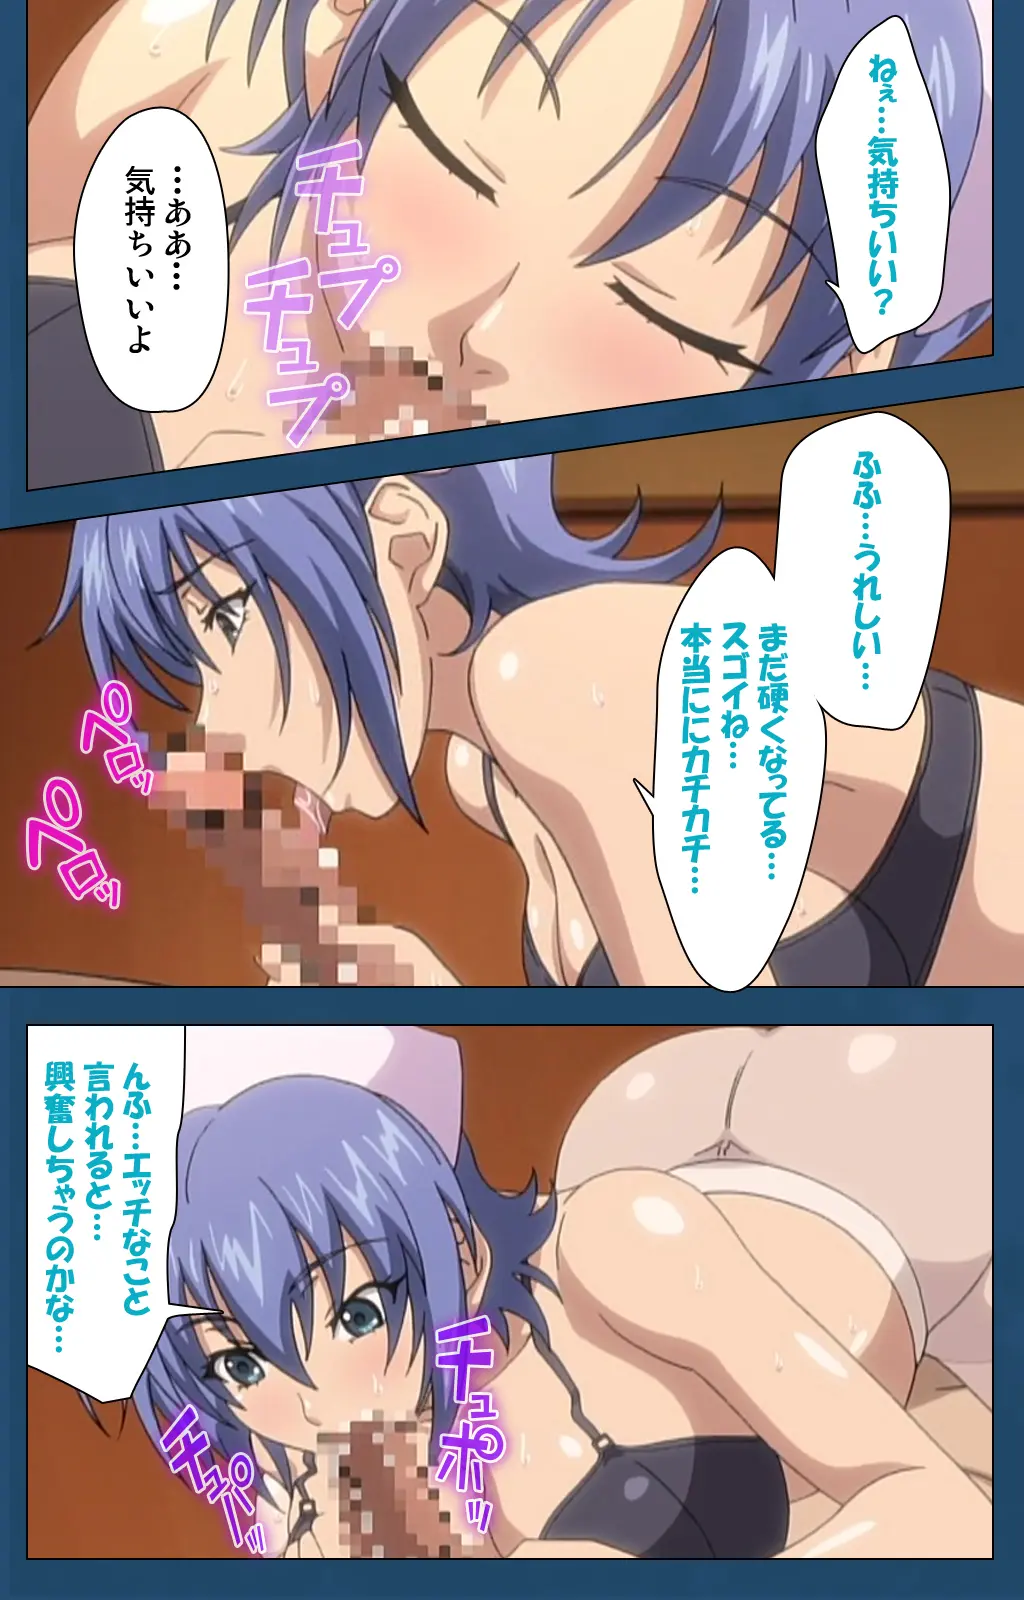 ねぇ…気持ちいい？
…ああ…
気持ちいいよ
チュプ
チュプ
ふふ…うれしい…
まだ硬くなってる…
スゴイね…
本当ににカチカチ…
ペロッ
ペロッ
んふ…エッチなこと
言われると…
興奮しちゃうのかな…
チュポッ
チュパッ